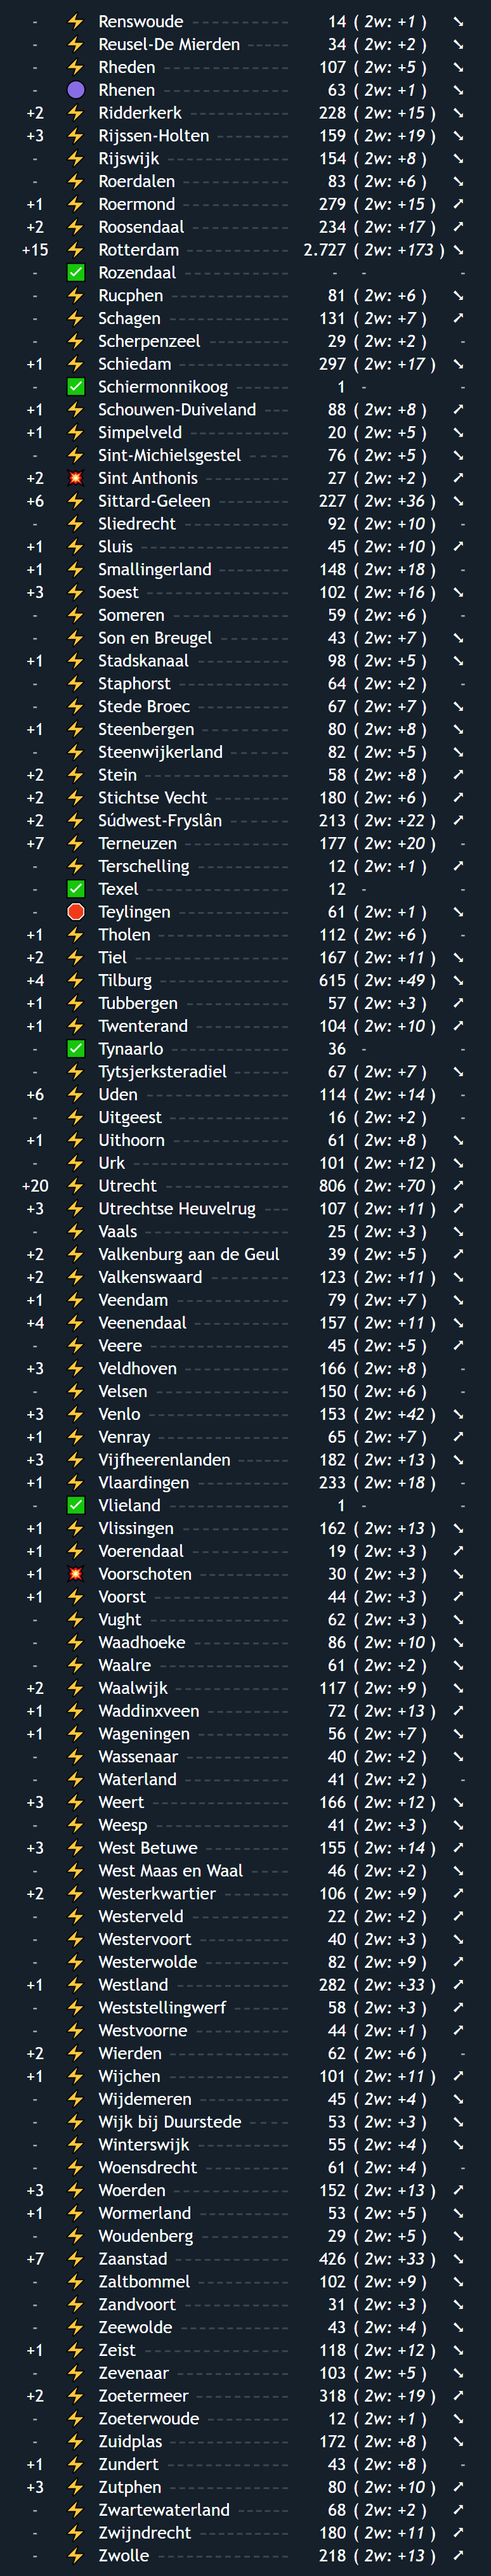 - ⚡ Renswoude ------------ 14 ( 2w: +1 ) ➘
- ⚡ Reusel-De Mierden ------ 34 ( 2w: +2 ) ➘
- ⚡ Rheden ---------------- 107 ( 2w: +5 ) ➘
- 🟣 Rhenen ---------------- 63 ( 2w: +1 ) ➘
+2 ⚡ Ridderkerk ------------ 228 ( 2w: +15 ) ➘
+3 ⚡ Rijssen-Holten --------- 159 ( 2w: +19 ) ➘
- ⚡ Rijswijk --------------- 154 ( 2w: +8 ) ➘
- ⚡ Roerdalen ------------- 83 ( 2w: +6 ) ➘
+1 ⚡ Roermond ------------- 279 ( 2w: +15 ) ➚
+2 ⚡ Roosendaal ------------ 234 ( 2w: +17 ) ➚
+15 ⚡ Rotterdam ------------- 2.727 ( 2w: +173 ) ➘
- ✅ Rozendaal ------------- - - -
- ⚡ Rucphen --------------- 81 ( 2w: +6 ) ➘
- ⚡ Schagen --------------- 131 ( 2w: +7 ) ➚
- ⚡ Scherpenzeel ---------- 29 ( 2w: +2 ) -
+1 ⚡ Schiedam -------------- 297 ( 2w: +17 ) ➘
- ✅ Schiermonnikoog ------- 1 - -
+1 ⚡ Schouwen-Duiveland ---- 88 ( 2w: +8 ) ➚
+1 ⚡ Simpelveld ------------ 20 ( 2w: +5 ) ➘
- ⚡ Sint-Michielsgestel ----- 76 ( 2w: +5 ) ➘
+2 💥 Sint Anthonis ---------- 27 ( 2w: +2 ) ➚
+6 ⚡ Sittard-Geleen --------- 227 ( 2w: +36 ) ➘
- ⚡ Sliedrecht ------------- 92 ( 2w: +10 ) -
+1 ⚡ Sluis ------------------ 45 ( 2w: +10 ) ➚
+1 ⚡ Smallingerland --------- 148 ( 2w: +18 ) -
+3 ⚡ Soest ------------------ 102 ( 2w: +16 ) ➘
- ⚡ Someren --------------- 59 ( 2w: +6 ) -
- ⚡ Son en Breugel --------- 43 ( 2w: +7 ) ➘
+1 ⚡ Stadskanaal ------------ 98 ( 2w: +5 ) ➘
- ⚡ Staphorst -------------- 64 ( 2w: +2 ) -
- ⚡ Stede Broec ------------ 67 ( 2w: +7 ) ➘
+1 ⚡ Steenbergen ----------- 80 ( 2w: +8 ) ➘
- ⚡ Steenwijkerland -------- 82 ( 2w: +5 ) ➘
+2 ⚡ Stein ------------------ 58 ( 2w: +8 ) ➚
+2 ⚡ Stichtse Vecht --------- 180 ( 2w: +6 ) ➚
+2 ⚡ Súdwest-Fryslân -------- 213 ( 2w: +22 ) ➚
+7 ⚡ Terneuzen ------------- 177 ( 2w: +20 ) -
- ⚡ Terschelling ------------ 12 ( 2w: +1 ) ➚
- ✅ Texel ------------------ 12 - -
- 🛑 Teylingen -------------- 61 ( 2w: +1 ) ➘
+1 ⚡ Tholen ---------------- 112 ( 2w: +6 ) -
+2 ⚡ Tiel ------------------- 167 ( 2w: +11 ) ➘
+4 ⚡ Tilburg ---------------- 615 ( 2w: +49 ) ➘
+1 ⚡ Tubbergen ------------- 57 ( 2w: +3 ) ➚
+1 ⚡ Twenterand ------------ 104 ( 2w: +10 ) ➚
- ✅ Tynaarlo --------------- 36 - -
- ⚡ Tytsjerksteradiel -------- 67 ( 2w: +7 ) ➘
+6 ⚡ Uden ------------------ 114 ( 2w: +14 ) -
- ⚡ Uitgeest --------------- 16 ( 2w: +2 ) -
+1 ⚡ Uithoorn -------------- 61 ( 2w: +8 ) ➘
- ⚡ Urk -------------------- 101 ( 2w: +12 ) ➘
+20 ⚡ Utrecht ---------------- 806 ( 2w: +70 ) ➚
+3 ⚡ Utrechtse Heuvelrug ---- 107 ( 2w: +11 ) ➚
- ⚡ Vaals ------------------ 25 ( 2w: +3 ) ➘
+2 ⚡ Valkenburg aan de Geul 39 ( 2w: +5 ) ➚
+2 ⚡ Valkenswaard ---------- 123 ( 2w: +11 ) ➘
+1 ⚡ Veendam -------------- 79 ( 2w: +7 ) ➘
+4 ⚡ Veenendaal ------------ 157 ( 2w: +11 ) ➘
- ⚡ Veere ------------------ 45 ( 2w: +5 ) ➚
+3 ⚡ Veldhoven ------------- 166 ( 2w: +8 ) -
- ⚡ Velsen ----------------- 150 ( 2w: +6 ) -
+3 ⚡ Venlo ------------------ 153 ( 2w: +42 ) ➘
+1 ⚡ Venray ---------------- 65 ( 2w: +7 ) ➚
+3 ⚡ Vijfheerenlanden ------- 182 ( 2w: +13 ) ➘
+1 ⚡ Vlaardingen ------------ 233 ( 2w: +18 ) -
- ✅ Vlieland --------------- 1 - -
+1 ⚡ Vlissingen ------------- 162 ( 2w: +13 ) ➘
+1 ⚡ Voerendaal ------------ 19 ( 2w: +3 ) ➚
+1 💥 Voorschoten ----------- 30 ( 2w: +3 ) ➘
+1 ⚡ Voorst ----------------- 44 ( 2w: +3 ) ➚
- ⚡ Vught ----------------- 62 ( 2w: +3 ) ➘
- ⚡ Waadhoeke ------------ 86 ( 2w: +10 ) ➘
- ⚡ Waalre ---------------- 61 ( 2w: +2 ) ➘
+2 ⚡ Waalwijk -------------- 117 ( 2w: +9 ) ➘
+1 ⚡ Waddinxveen ---------- 72 ( 2w: +13 ) ➚
+1 ⚡ Wageningen ----------- 56 ( 2w: +7 ) ➘
- ⚡ Wassenaar ------------ 40 ( 2w: +2 ) ➘
- ⚡ Waterland ------------- 41 ( 2w: +2 ) -
+3 ⚡ Weert ----------------- 166 ( 2w: +12 ) ➘
- ⚡ Weesp ----------------- 41 ( 2w: +3 ) ➘
+3 ⚡ West Betuwe ----------- 155 ( 2w: +14 ) ➚
- ⚡ West Maas en Waal ----- 46 ( 2w: +2 ) ➘
+2 ⚡ Westerkwartier --------- 106 ( 2w: +9 ) ➚
- ⚡ Westerveld ------------ 22 ( 2w: +2 ) ➚
- ⚡ Westervoort ----------- 40 ( 2w: +3 ) ➘
- ⚡ Westerwolde ----------- 82 ( 2w: +9 ) ➚
+1 ⚡ Westland -------------- 282 ( 2w: +33 ) ➚
- ⚡ Weststellingwerf ------- 58 ( 2w: +3 ) ➚
- ⚡ Westvoorne ----------- 44 ( 2w: +1 ) ➚
+2 ⚡ Wierden --------------- 62 ( 2w: +6 ) -
+1 ⚡ Wijchen --------------- 101 ( 2w: +11 ) ➚
- ⚡ Wijdemeren ----------- 45 ( 2w: +4 ) ➘
- ⚡ Wijk bij Duurstede ----- 53 ( 2w: +3 ) ➘
- ⚡ Winterswijk ------------ 55 ( 2w: +4 ) ➘
- ⚡ Woensdrecht ---------- 61 ( 2w: +4 ) -
+3 ⚡ Woerden -------------- 152 ( 2w: +13 ) ➚
+1 ⚡ Wormerland ----------- 53 ( 2w: +5 ) ➘
- ⚡ Woudenberg ----------- 29 ( 2w: +5 ) ➘
+7 ⚡ Zaanstad -------------- 426 ( 2w: +33 ) ➘
- ⚡ Zaltbommel ------------ 102 ( 2w: +9 ) ➘
- ⚡ Zandvoort ------------- 31 ( 2w: +3 ) ➘
- ⚡ Zeewolde ------------- 43 ( 2w: +4 ) ➘
+1 ⚡ Zeist ------------------ 118 ( 2w: +12 ) ➘
- ⚡ Zevenaar -------------- 103 ( 2w: +5 ) ➘
+2 ⚡ Zoetermeer ------------ 318 ( 2w: +19 ) ➚
- ⚡ Zoeterwoude ---------- 12 ( 2w: +1 ) ➘
- ⚡ Zuidplas --------------- 172 ( 2w: +8 ) ➘
+1 ⚡ Zundert --------------- 43 ( 2w: +8 ) -
+3 ⚡ Zutphen --------------- 80 ( 2w: +10 ) ➚
- ⚡ Zwartewaterland ------- 68 ( 2w: +2 ) ➚
- ⚡ Zwijndrecht ------------ 180 ( 2w: +11 ) ➚
- ⚡ Zwolle ----------------- 218 ( 2w: +13 ) ➚